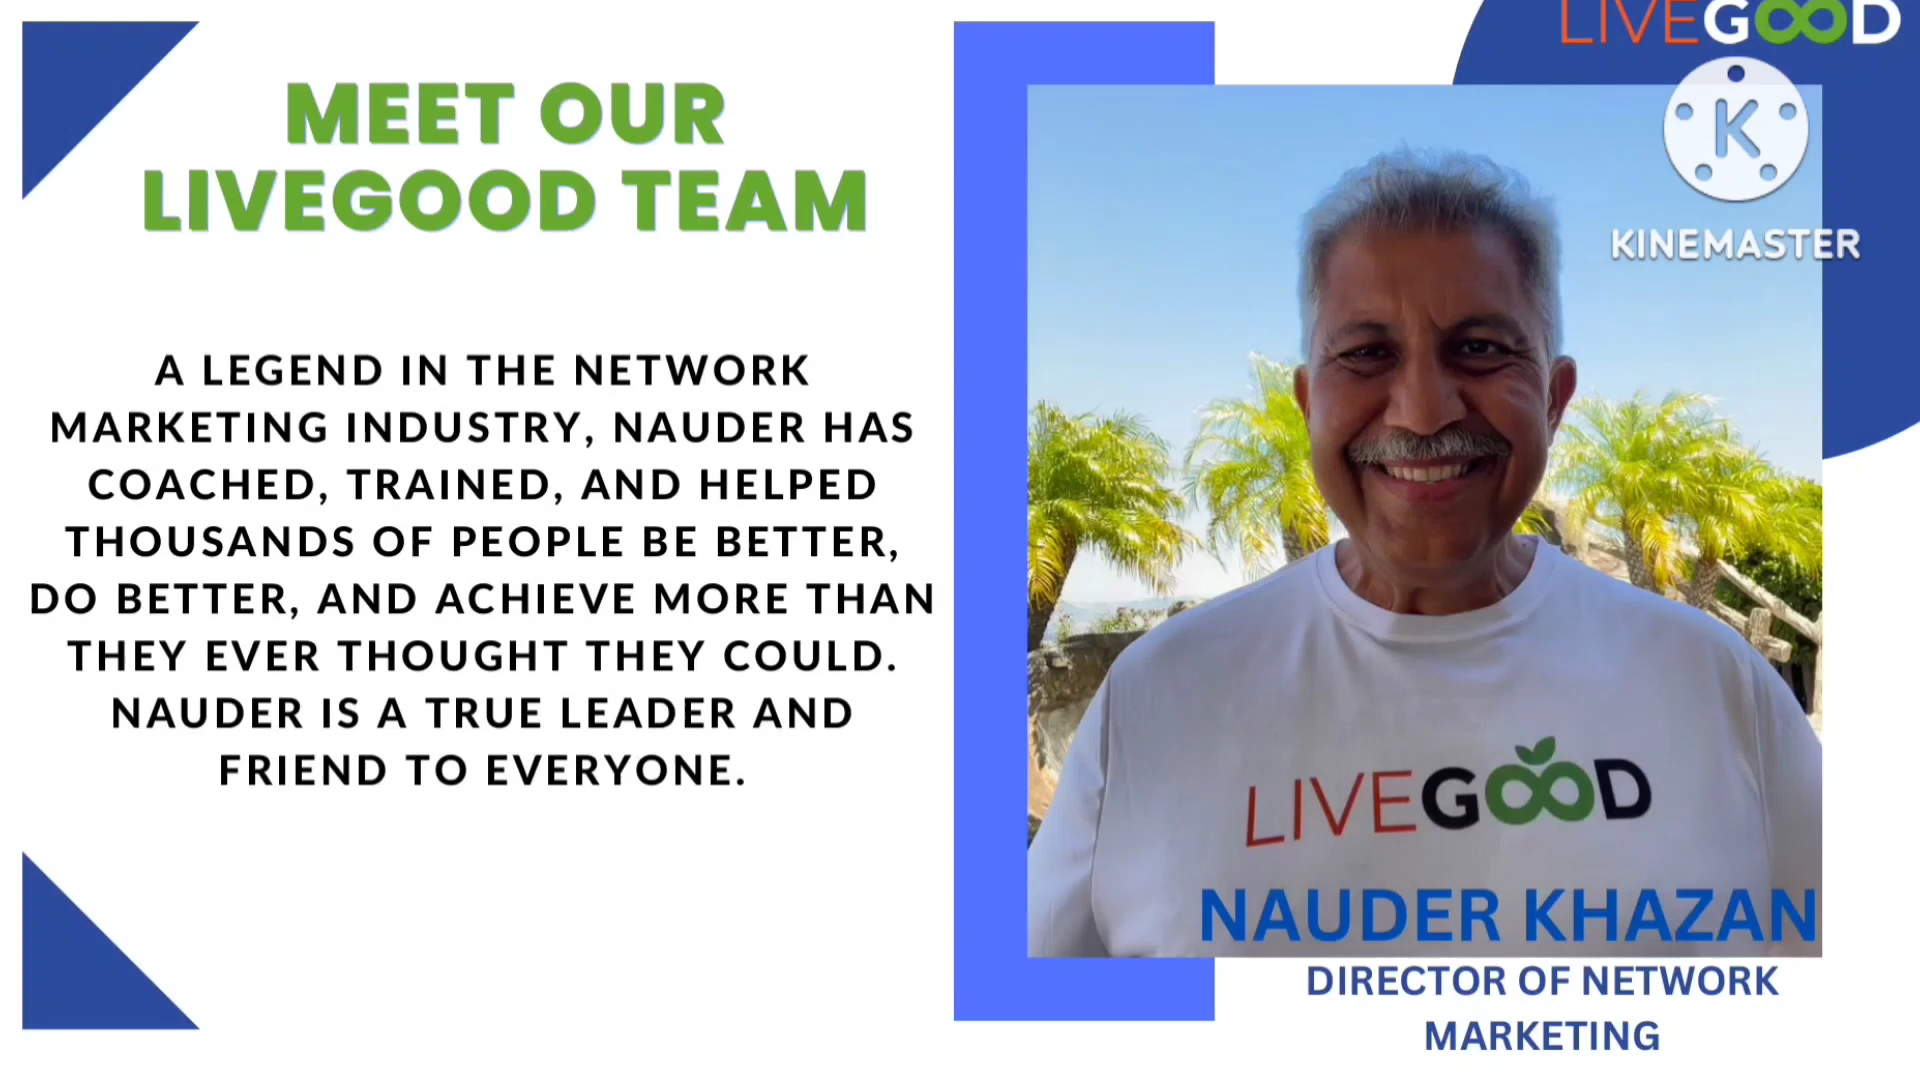 MEET OUR
LIVEGOOD TEAM
A LEGEND IN THE NETWORK
MARKETING INDUSTRY, NAUDER HAS
COACHED, TRAINED, AND HELPED
THOUSANDS OF PEOPLE BE BETTER,
DO BETTER, AND ACHIEVE MORE THAN
THEY EVER THOUGHT THEY COULD.
NAUDER IS A TRUE LEADER AND
FRIEND TO EVERYONE.
LIVEGOOD
K
KINEMASTER
LIVEGOOD
NAUDER KHAZAN
DIRECTOR OF NETWORK
MARKETING